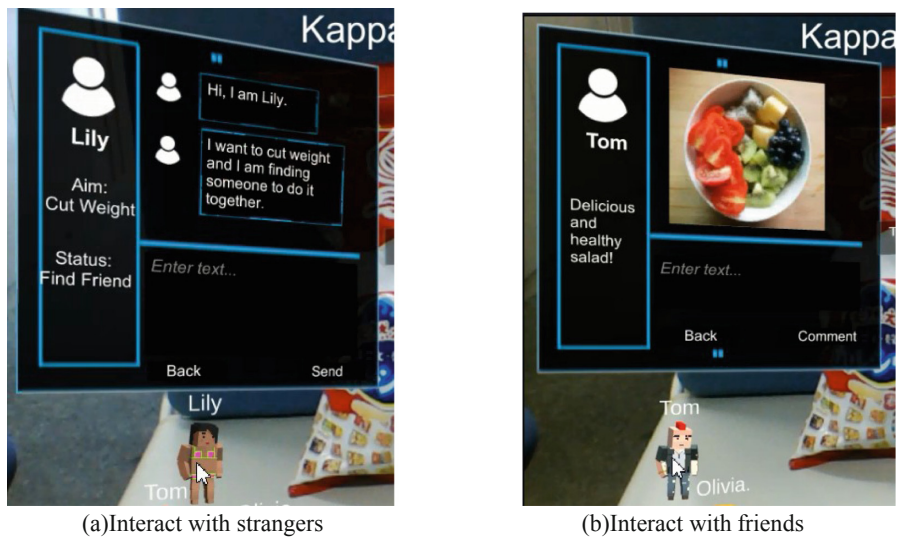 Kappa
Lily
Aim:
Cut Weight
Status:
Find Friend
Hi, I am Lily.
I want to cut weight
and I am finding
someone to do it
together.
Enter text...
Back
Send
Lily
Tom
(a)Interact with strangers
Kappa
Tom
Delicious
and
healthy
salad!
Enter text...
Back
Comment
Tom
Olivia.
(b)Interact with friends